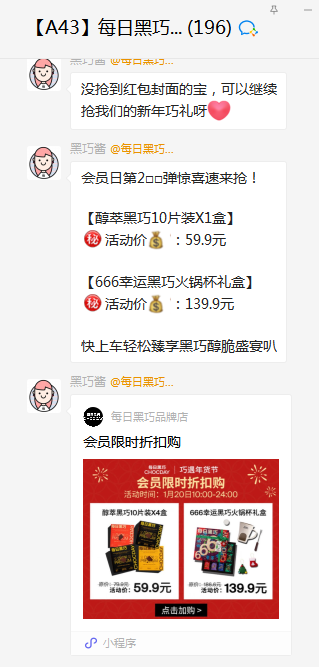 【A43】每日黑巧... (196)
黑巧酱 @每日黑巧...
没抢到红包封面的宝，可以继续
抢我们的新年巧礼呀
黑巧酱 @每日黑巧...
会员日第2□□弹惊喜速来抢！
【醇萃黑巧10片装X1盒】
㊙活动价💰：59.9元
【666幸运黑巧火锅杯礼盒】
㊙活动价💰：139.9元
快上车轻松臻享黑巧醇脆盛宴叭
黑巧酱 @每日黑巧...
每日黑巧品牌店
会员限时折扣购
每日黑巧 CHOCDAY 巧遇年货节
会员限时折扣购
活动时间：1月20日10:00-24:00
醇萃黑巧10片装X4盒
666幸运黑巧火锅杯礼盒
活动价：59.9元
活动价：139.9元
点击加购 >
小程序